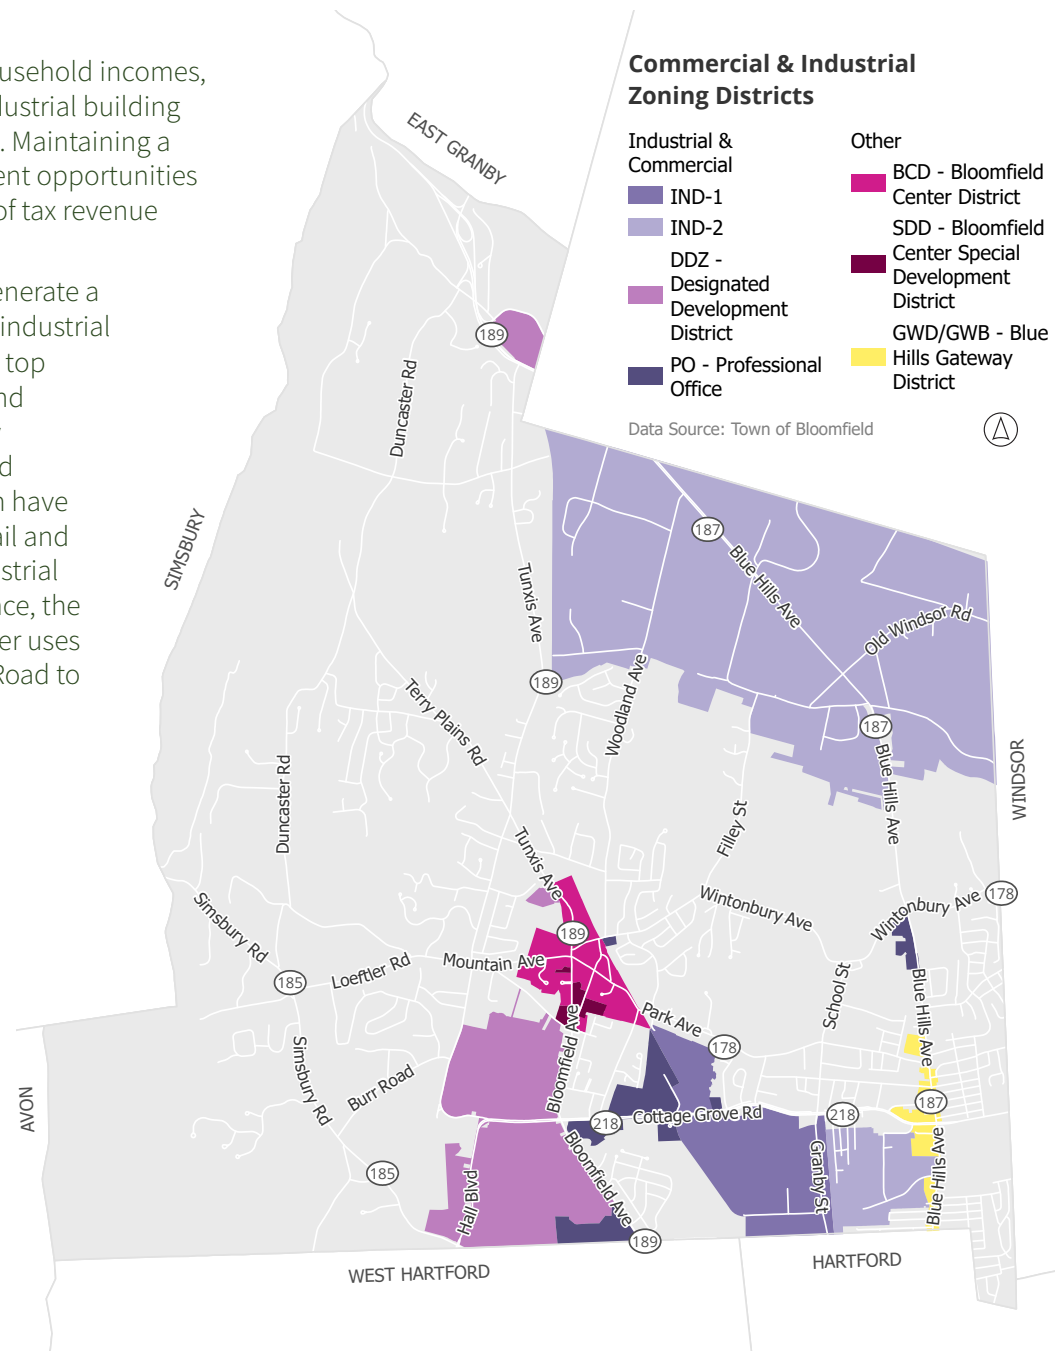 usehold incomes,
dustrial building
. Maintaining a
ent opportunities
of tax revenue
enerate a
industrial
top
nd
d
n have
ail and
strial
ce, the
er uses
Road to
Commercial & Industrial
Zoning Districts
Industrial &
Commercial
IND-1
IND-2
DDZ -
Designated
Development
District
PO - Professional
Office
Other
BCD - Bloomfield
Center District
SDD - Bloomfield
Center Special
Development
District
GWD/GWB - Blue
Hills Gateway
District
Data Source: Town of Bloomfield
EAST GRANBY
189
Duncaster Rd
SIMSBURY
187
Blue Hills Ave
Tunxis Ave
Old Windsor Rd
189
Woodland Ave
Terry Plains Rd
187
Blue Hills Ave
WINDSOR
Duncaster Rd
Filley St
Tunxis Ave
Simsbury Rd
Wintonbury Ave
Wintonbury Ave
178
189
Mountain Ave
Loeftler Rd
185
School St
Blue Hills Ave
Park Ave
178
Bloomfield Ave
Simsbury Rd
Burr Road
AVON
187
218
Cottage Grove Rd
218
Bloomfield Ave
Granby St
Blue Hills Ave
185
Hall Blvd
189
WEST HARTFORD
HARTFORD